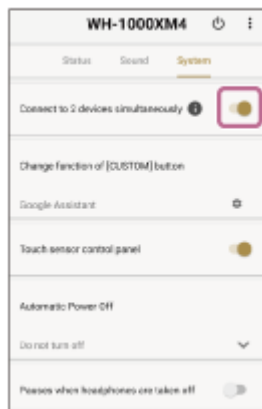 WH-1000XM4
Status Sound System
Connect to 2 devices simultaneously
Change function of [CUSTOM] button
Google Assistant
Touch sensor control panel
Automatic Power Off
Do not turn off
Pauses when headphones are taken off